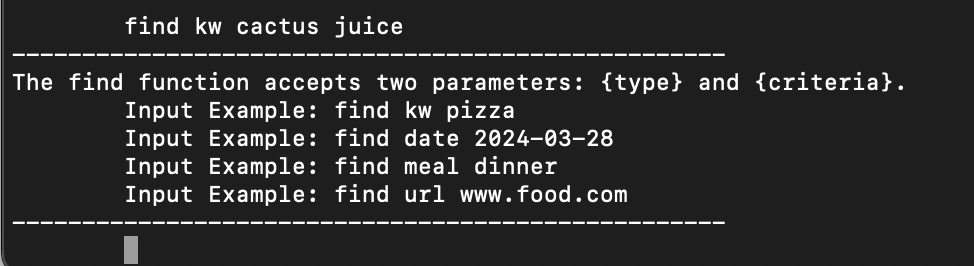 find kw cactus juice
---------------------------------------------------
The find function accepts two parameters: {type} and {criteria}.
Input Example: find kw pizza
Input Example: find date 2024-03-28
Input Example: find meal dinner
Input Example: find url www.food.com
---------------------------------------------------